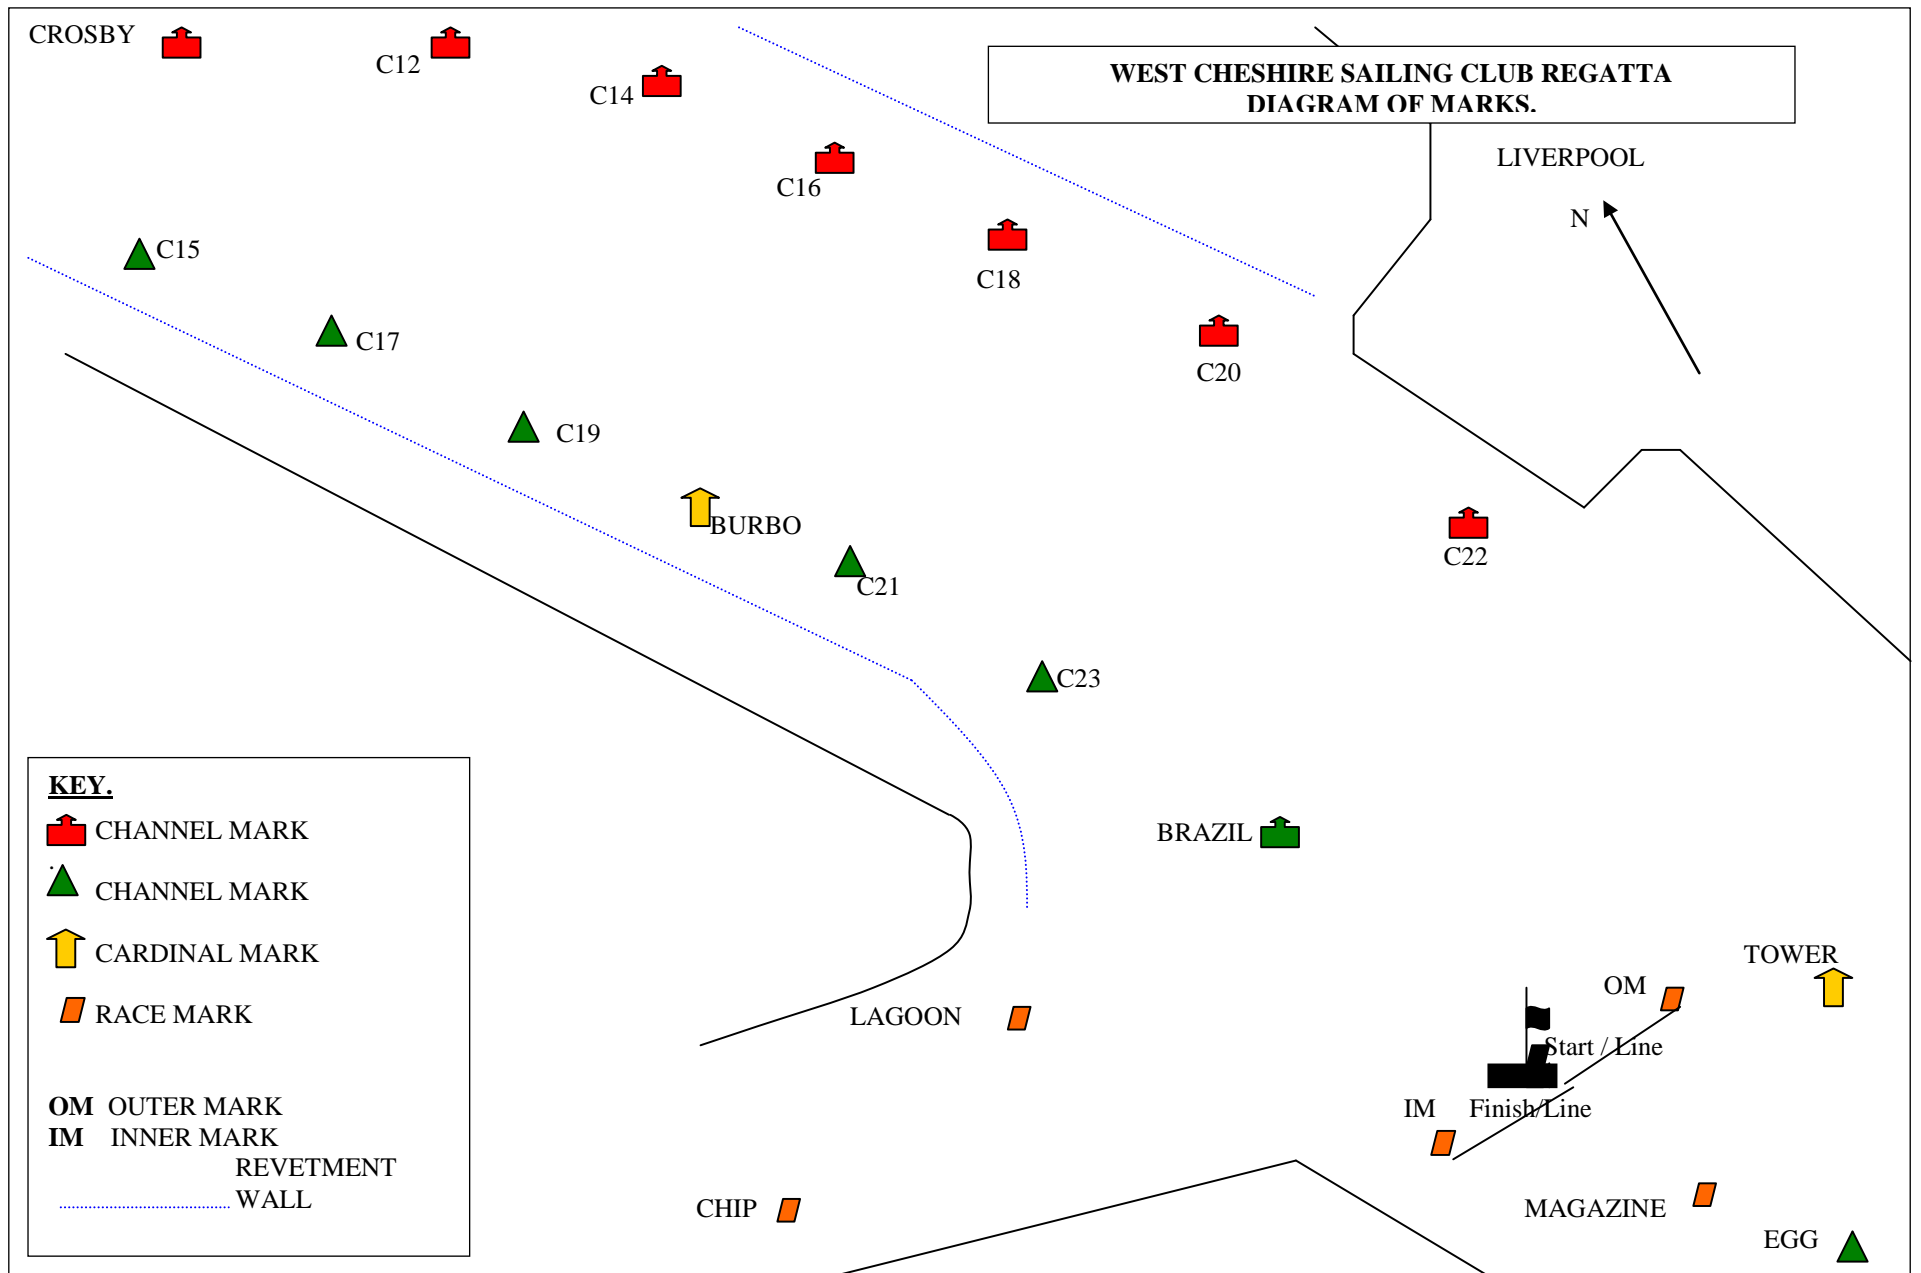 CROSBY
C12
C14
C16
C18
C20
C22
WEST CHESHIRE SAILING CLUB REGATTA
DIAGRAM OF MARKS.
LIVERPOOL
N
C15
C17
C19
BURBO
C21
C23
BRAZIL
TOWER
OM
LAGOON
Start / Line
IM
Finish/Line
CHIP
MAGAZINE
EGG
KEY.
CHANNEL MARK
CHANNEL MARK
CARDINAL MARK
RACE MARK
OM OUTER MARK
IM INNER MARK
REVETMENT
WALL